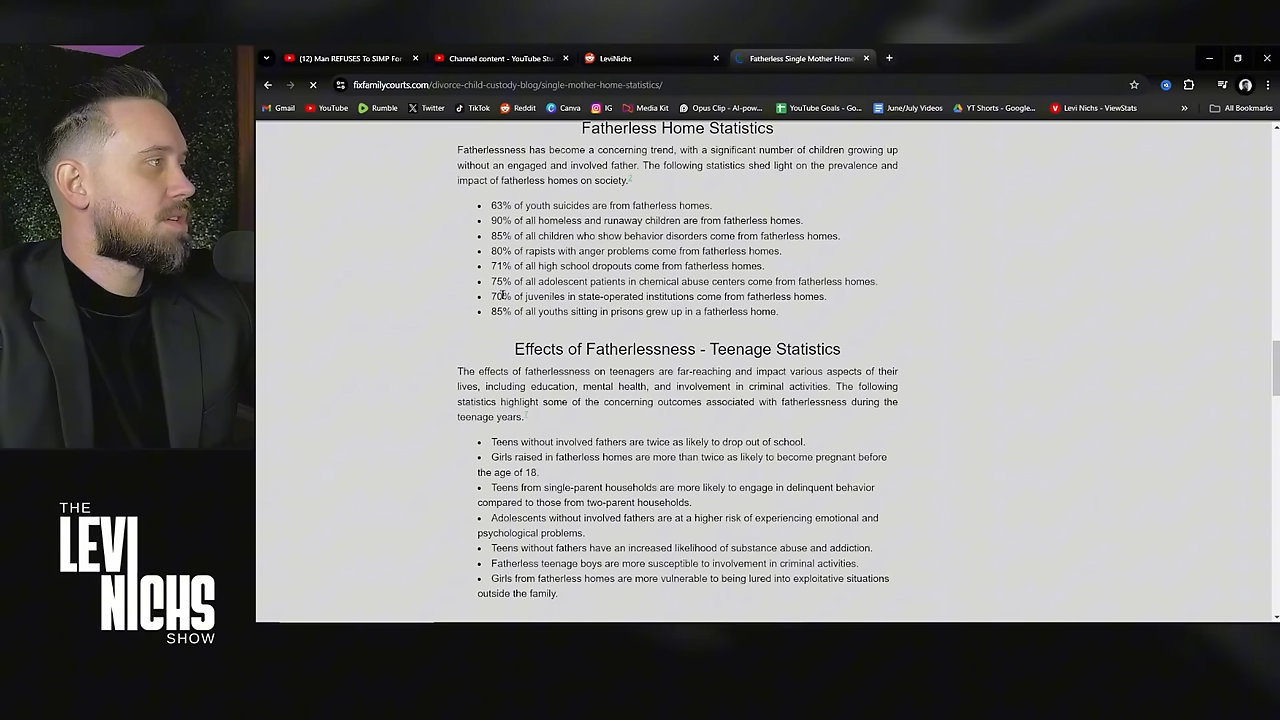 (12) Man REFUSES To SIMP For
Channel content - YouTube Stu
LeviNichs
Fatherless Single Mother Home
fixfamilycourts.com/divorce-child-custody-blog/single-mother-home-statistics/
Gmail
YouTube
Rumble
Twitter
TikTok
Reddit
Canva
IG
Media Kit
Opus Clip - AI-pow...
YouTube Goals - Go...
June/July Videos
YT Shorts - Google...
Levi Nichs - ViewStats
All Bookmarks
Fatherless Home Statistics
Fatherlessness has become a concerning trend, with a significant number of children growing up
without an engaged and involved father. The following statistics shed light on the prevalence and
impact of fatherless homes on society.2
• 63% of youth suicides are from fatherless homes.
• 90% of all homeless and runaway children are from fatherless homes.
• 85% of all children who show behavior disorders come from fatherless homes.
• 80% of rapists with anger problems come from fatherless homes.
• 71% of all high school dropouts come from fatherless homes.
• 75% of all adolescent patients in chemical abuse centers come from fatherless homes.
• 70% of juveniles in state-operated institutions come from fatherless homes.
• 85% of all youths sitting in prisons grew up in a fatherless home.
Effects of Fatherlessness - Teenage Statistics
The effects of fatherlessness on teenagers are far-reaching and impact various aspects of their
lives, including education, mental health, and involvement in criminal activities. The following
statistics highlight some of the concerning outcomes associated with fatherlessness during the
teenage years.
• Teens without involved fathers are twice as likely to drop out of school.
• Girls raised in fatherless homes are more than twice as likely to become pregnant before
the age of 18.
• Teens from single-parent households are more likely to engage in delinquent behavior
compared to those from two-parent households.
• Adolescents without involved fathers are at a higher risk of experiencing emotional and
psychological problems.
• Teens without fathers have an increased likelihood of substance abuse and addiction.
• Fatherless teenage boys are more susceptible to involvement in criminal activities.
• Girls from fatherless homes are more vulnerable to being lured into exploitative situations
outside the family.
THE
LEVI
NICHS
SHOW